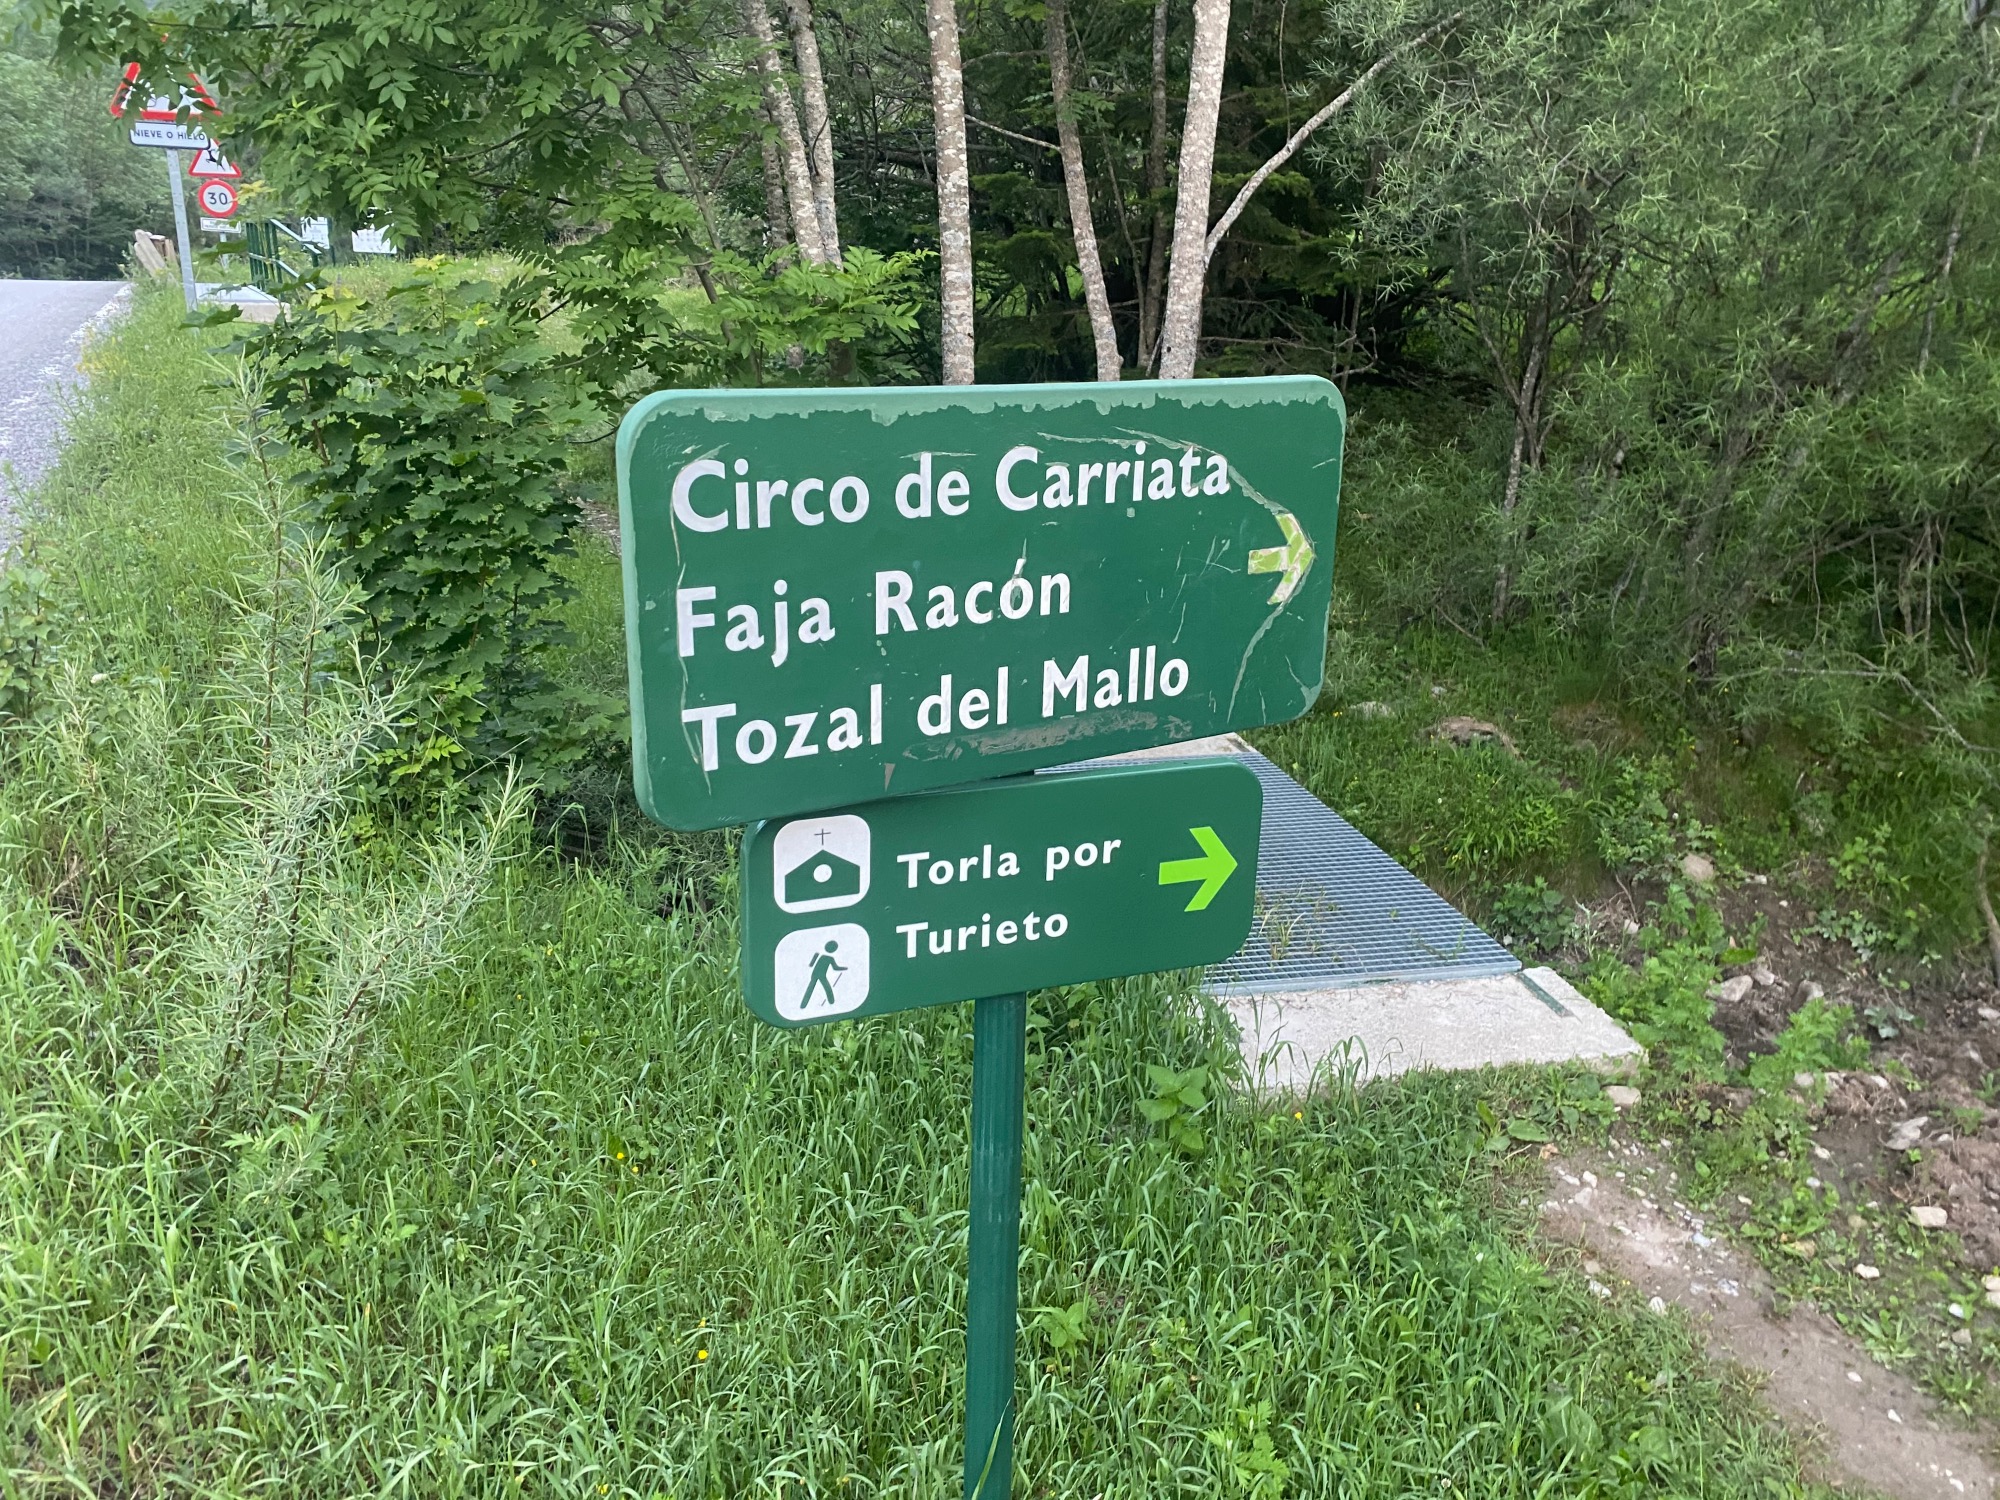 NIEVE O HIELO
30
Circo de Carriata
Faja Racón
Tozal del Mallo
Torla por
Turieto